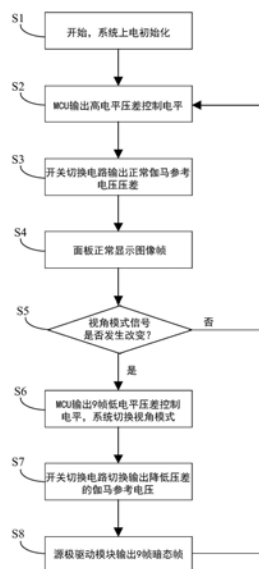 S1
开始，系统上电初始化
S2
MCU输出高电平压差控制电平
S3
开关切换电路输出正常伽马参考
电压压差
S4
面板正常显示图像帧
S5
视角模式信号
是否发生改变？
否
是
S6
MCU输出9帧低电平压差控制
电平，系统切换视角模式
S7
开关切换电路切换输出降低压差
的伽马参考电压
S8
源极驱动模块输出9帧暗态帧